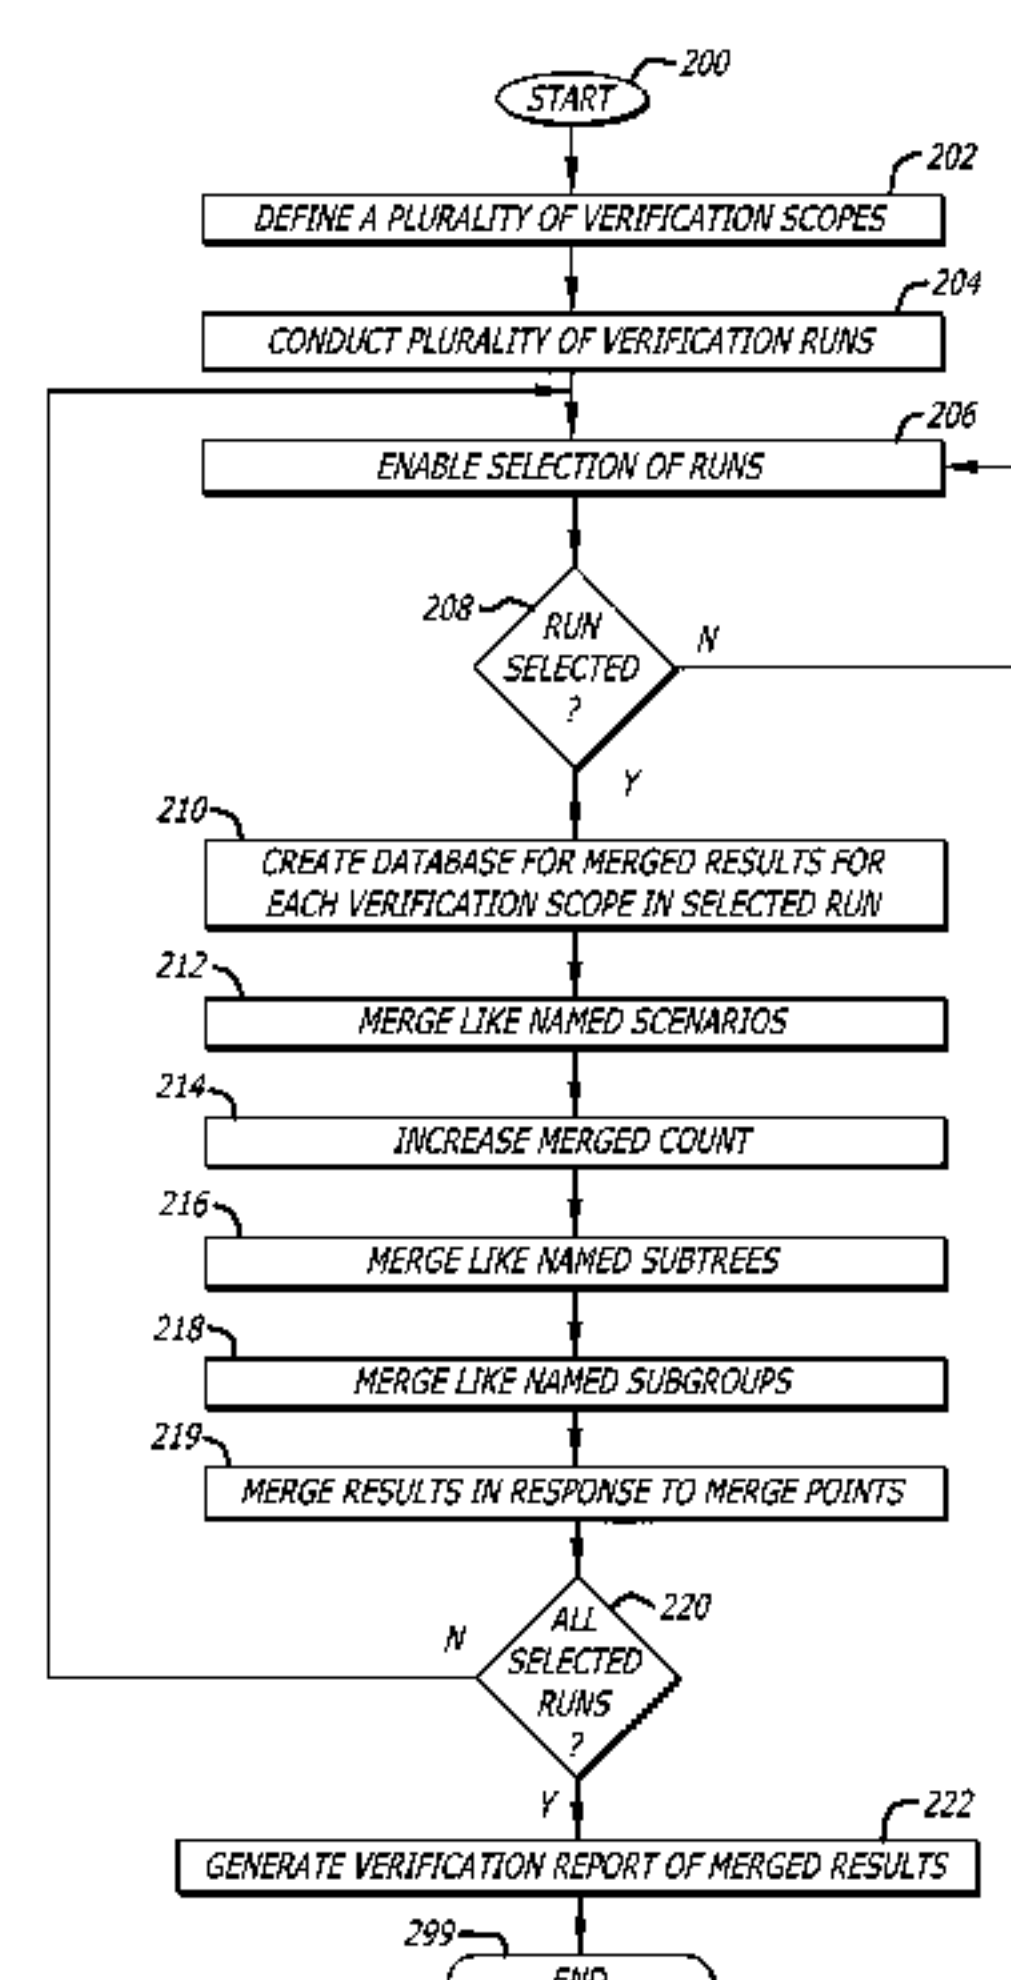 200
START
202
DEFINE A PLURALITY OF VERIFICATION SCOPES
204
CONDUCT PLURALITY OF VERIFICATION RUNS
206
ENABLE SELECTION OF RUNS
208
RUN
SELECTED
?
N
Y
210
CREATE DATABASE FOR MERGED RESULTS FOR
EACH VERIFICATION SCOPE IN SELECTED RUN
212
MERGE LIKE NAMED SCENARIOS
214
INCREASE MERGED COUNT
216
MERGE LIKE NAMED SUBTREES
218
MERGE LIKE NAMED SUBGROUPS
219
MERGE RESULTS IN RESPONSE TO MERGE POINTS
220
ALL
SELECTED
RUNS
?
N
Y
222
GENERATE VERIFICATION REPORT OF MERGED RESULTS
299
END